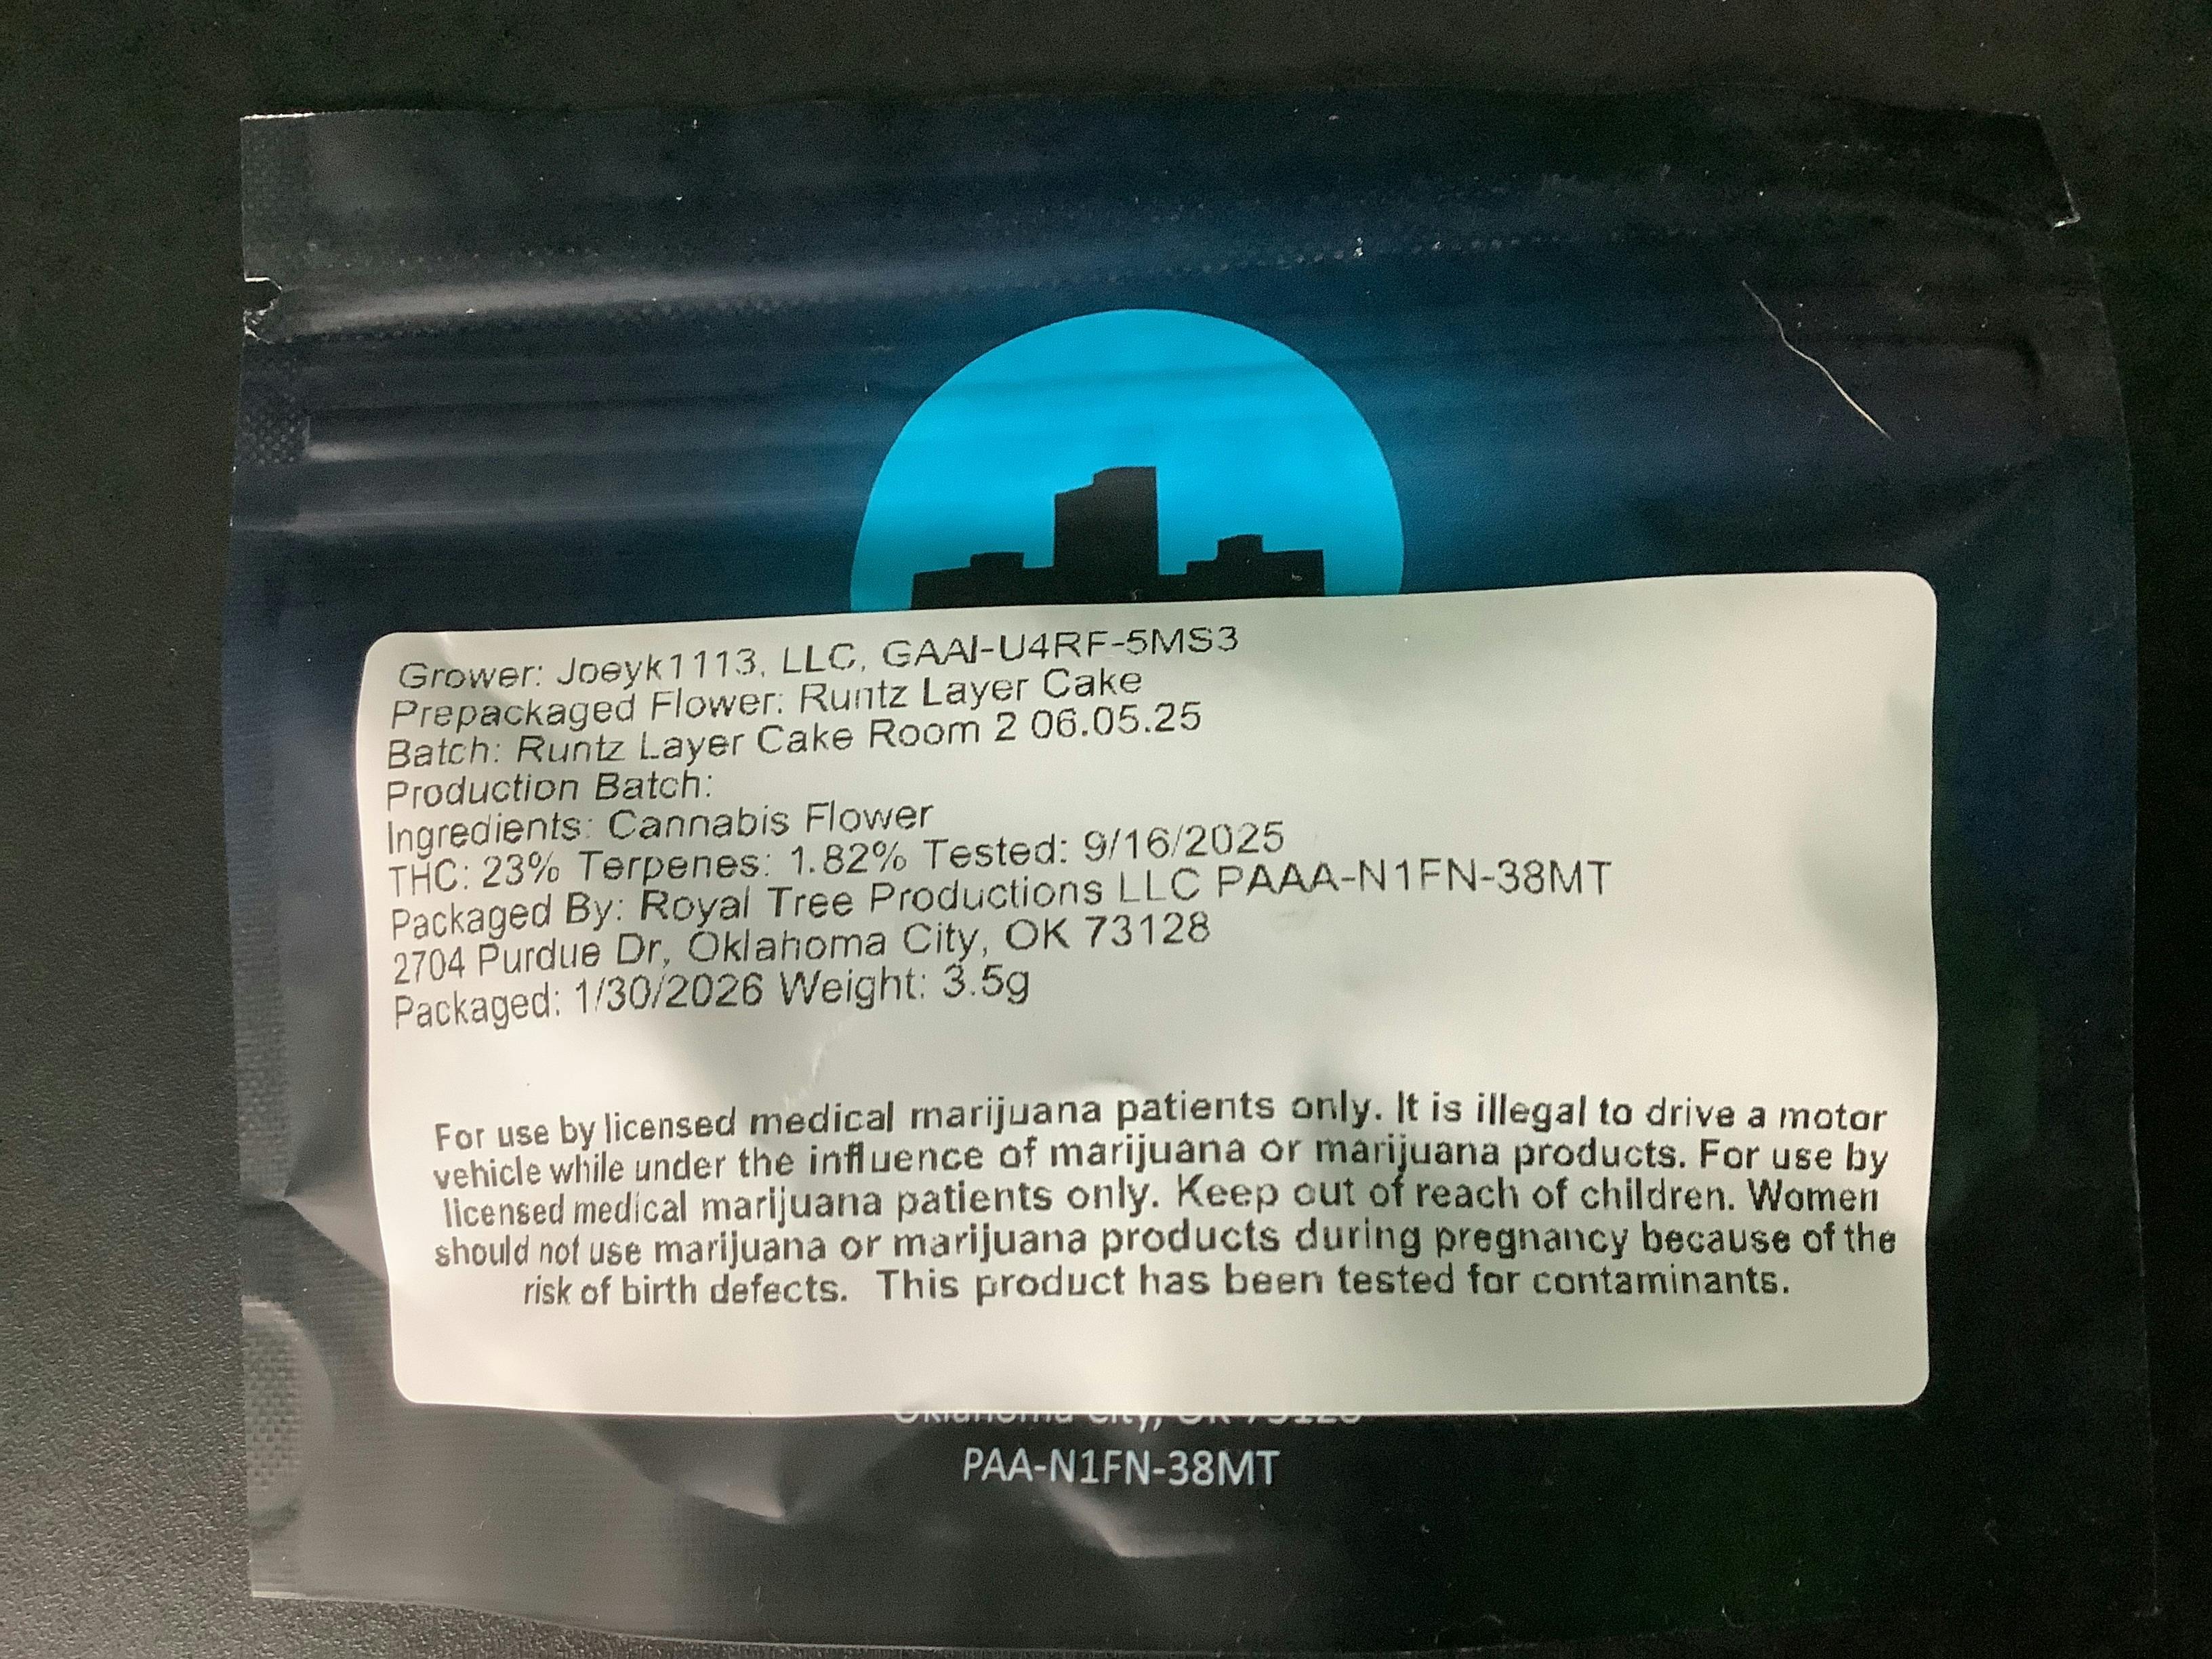 Grower: Joeyk1113, LLC, GAAI-U4RF-5MS3
Prepackaged Flower: Runtz Layer Cake
Batch: Runtz Layer Cake Room 2 06.05.25
Production Batch:
Ingredients: Cannabis Flower
THC: 23% Terpenes: 1.82% Tested: 9/16/2025
Packaged By: Royal Tree Productions LLC PAAA-N1FN-38MT
2704 Purdue Dr, Oklahoma City, OK 73128
Packaged: 1/30/2026 Weight: 3.5g
For use by licensed medical marijuana patients only. It is illegal to drive a motor
vehicle while under the influence of marijuana or marijuana products. For use by
licensed medical marijuana patients only. Keep out of reach of children. Women
should not use marijuana or marijuana products during pregnancy because of the
risk of birth defects. This product has been tested for contaminants.
Oklahoma City, OK 73128
PAA-N1FN-38MT